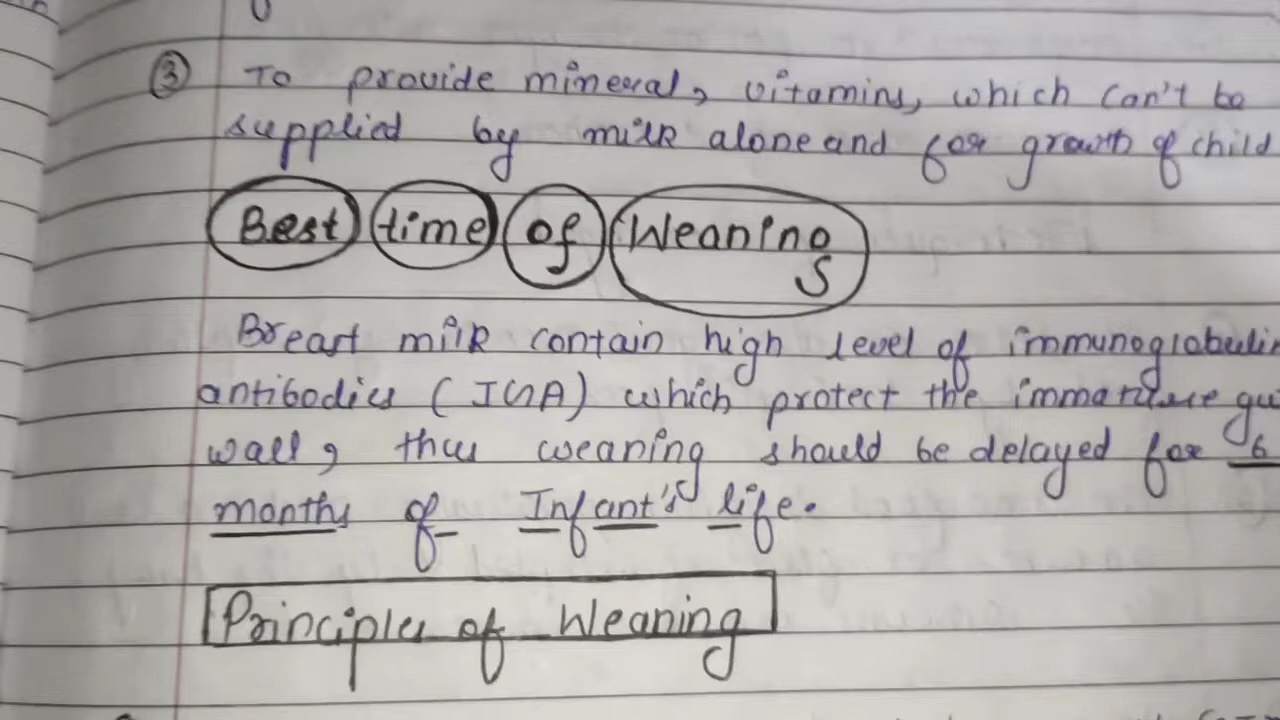 ③ To provide mineral, vitamins, which can't be
supplied by milk alone and for growth of child
Best time of Weaning
Breast milk contain high level of immunoglobulin
antibodies (IGA) which protect the immature gu
wall, thus weaning should be delayed for 6
months of Infant's life.
Principles of Weaning